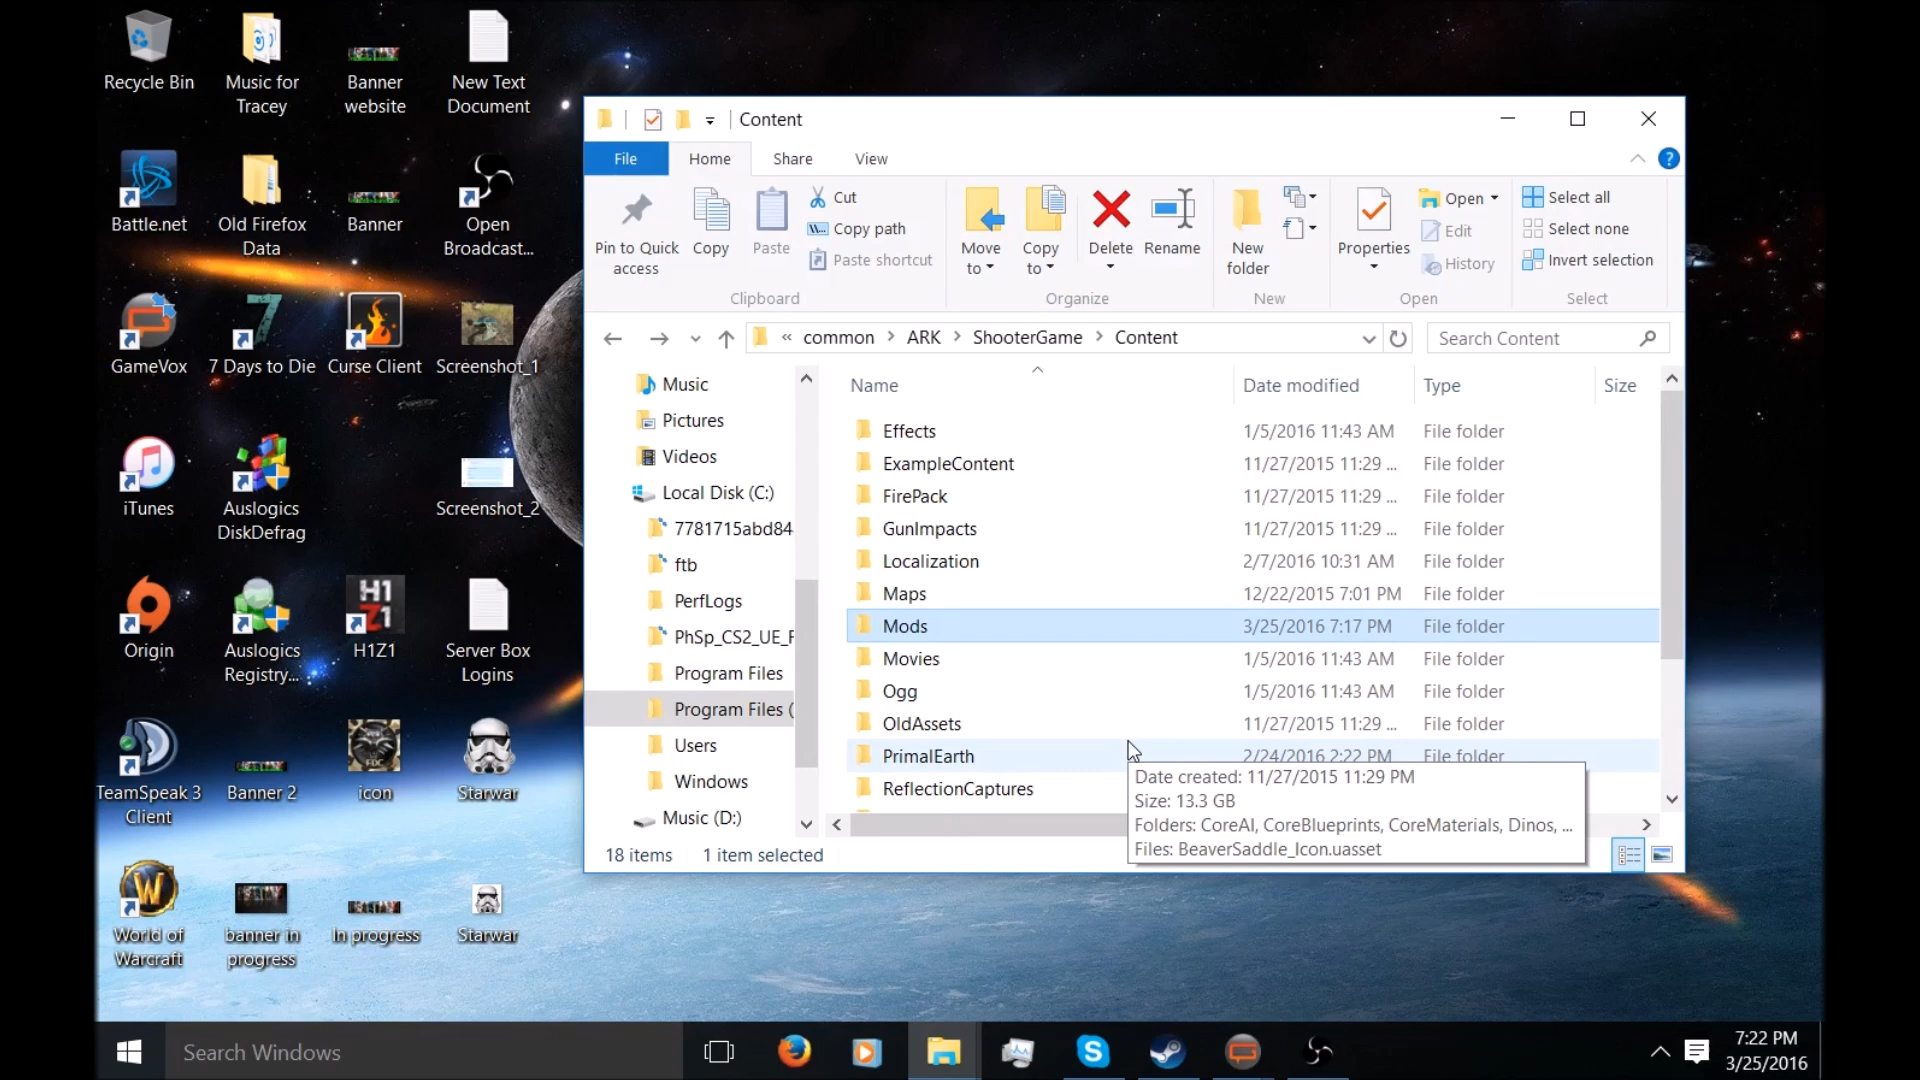 Recycle Bin
Music for
Tracey
Banner
website
New Text
Document
Battle.net
Old Firefox
Data
Banner
Open
Broadcast...
GameVox
7 Days to Die
Curse Client
Screenshot_1
iTunes
Auslogics
DiskDefrag
Screenshot_2
Origin
Auslogics
Registry...
H1Z1
H1Z1
Server Box
Logins
TeamSpeak 3
Client
Banner 2
FDC
icon
Starwar
World of
Warcraft
banner in
progress
In progress
Starwar
Content
File
Home
Share
View
Pin to Quick
access
Copy
Paste
Cut
Copy path
Paste shortcut
Clipboard
Move
to
Copy
to
Delete
Rename
Organize
New
folder
New
Properties
Open
Edit
History
Open
Select all
Select none
Invert selection
Select
« common > ARK > ShooterGame > Content
Search Content
Music
Pictures
Videos
Local Disk (C:)
7781715abd84
ftb
PerfLogs
PhSp_CS2_UE_F
Program Files
Program Files (
Users
Windows
Music (D:)
Name Date modified Type Size
Effects 1/5/2016 11:43 AM File folder
ExampleContent 11/27/2015 11:29 ... File folder
FirePack 11/27/2015 11:29 ... File folder
GunImpacts 11/27/2015 11:29 ... File folder
Localization 2/7/2016 10:31 AM File folder
Maps 12/22/2015 7:01 PM File folder
Mods 3/25/2016 7:17 PM File folder
Movies 1/5/2016 11:43 AM File folder
Ogg 1/5/2016 11:43 AM File folder
OldAssets 11/27/2015 11:29 ... File folder
PrimalEarth 2/24/2016 2:22 PM File folder
ReflectionCaptures
Date created: 11/27/2015 11:29 PM
Size: 13.3 GB
Folders: CoreAI, CoreBlueprints, CoreMaterials, Dinos, ...
Files: BeaverSaddle_Icon.uasset
18 items 1 item selected
Search Windows
7:22 PM
3/25/2016